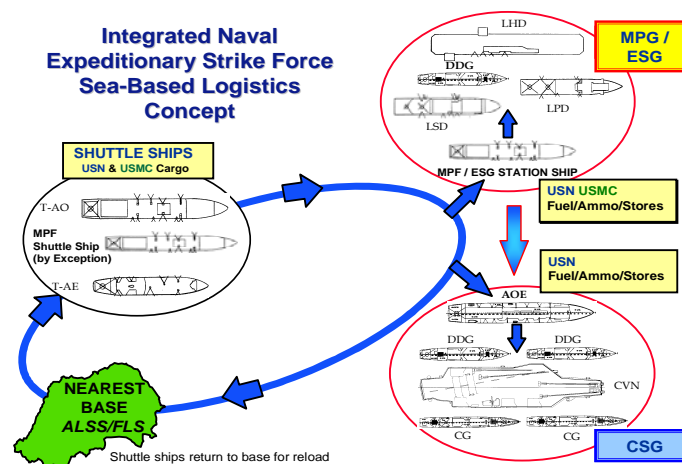 Integrated Naval
Expeditionary Strike Force
Sea-Based Logistics
Concept
MPG /
ESG
LHD
DDG
LPD
LSD
MPF / ESG STATION SHIP
SHUTTLE SHIPS
USN & USMC Cargo
T-AO
MPF
Shuttle Ship
(by Exception)
T-AE
USN USMC
Fuel/Ammo/Stores
USN
Fuel/Ammo/Stores
AOE
DDG
DDG
CVN
CG
CG
CSG
NEAREST
BASE
ALSS/FLS
Shuttle ships return to base for reload